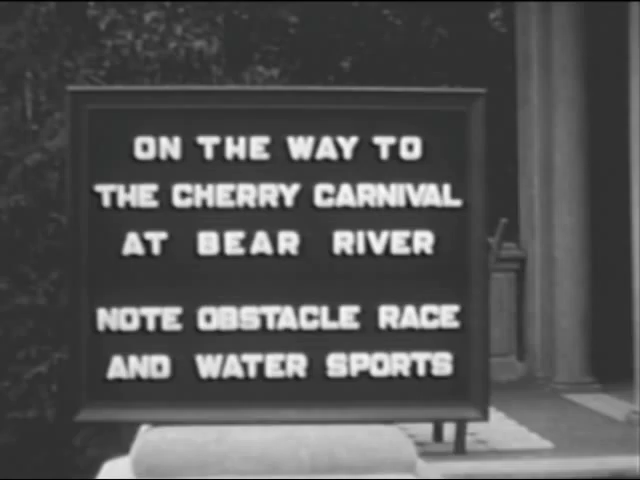 ON THE WAY TO
THE CHERRY CARNIVAL
AT BEAR RIVER
NOTE OBSTACLE RACE
AND WATER SPORTS